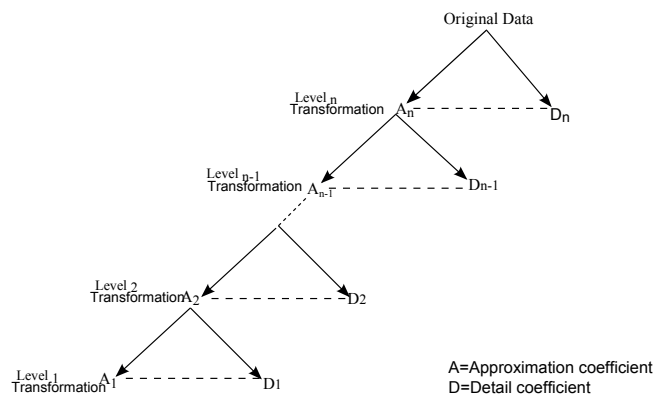 Original Data
Level n
Transformation An
Dn
Level n-1
Transformation An-1
Dn-1
Level 2
Transformation A2
D2
Level 1
Transformation A1
D1
A=Approximation coefficient
D=Detail coefficient